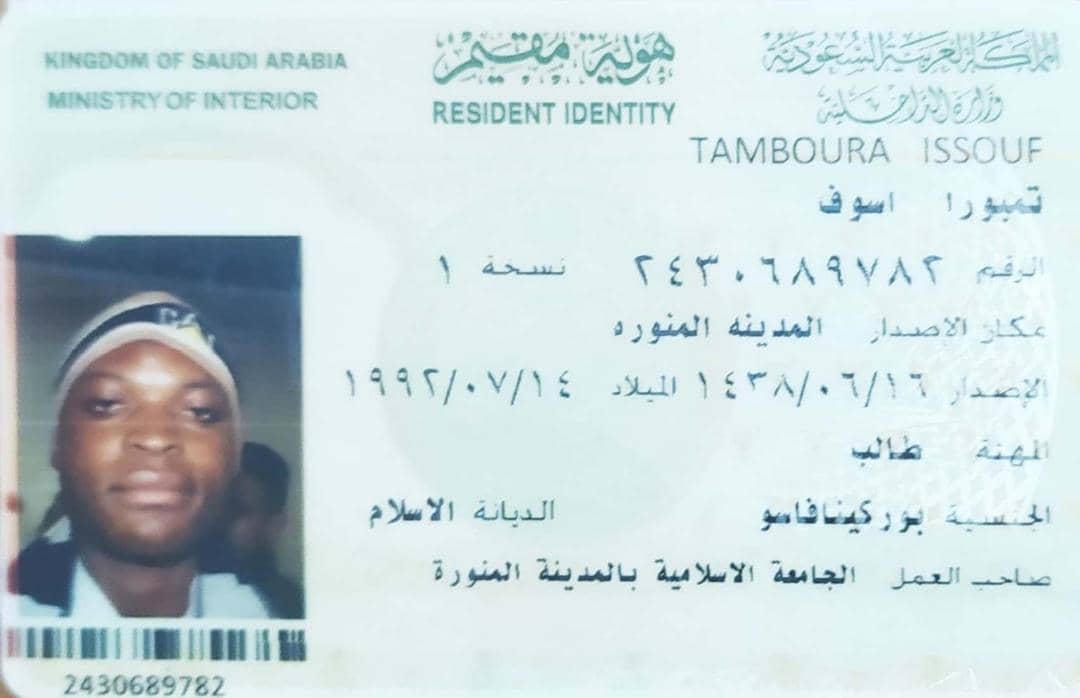 KINGDOM OF SAUDI ARABIA
MINISTRY OF INTERIOR
هوية مقيم
RESIDENT IDENTITY
المملكة العربية السعودية
وزارة الداخلية
TAMBOURA ISSOUF
تمبورا اسوف
الرقم ٢٤٣٠٦٨٩٧٨٢ نسخة ١
مكان الاصدار المدينه المنوره
الإصدار ١٤٣٨/٠٦/١٦ الميلاد ١٩٩٢/٠٧/١٤
المهنة طالب
الجنسية بوركينافاسو الديانة الاسلام
صاحب العمل الجامعة الاسلامية بالمدينة المنورة
2430689782